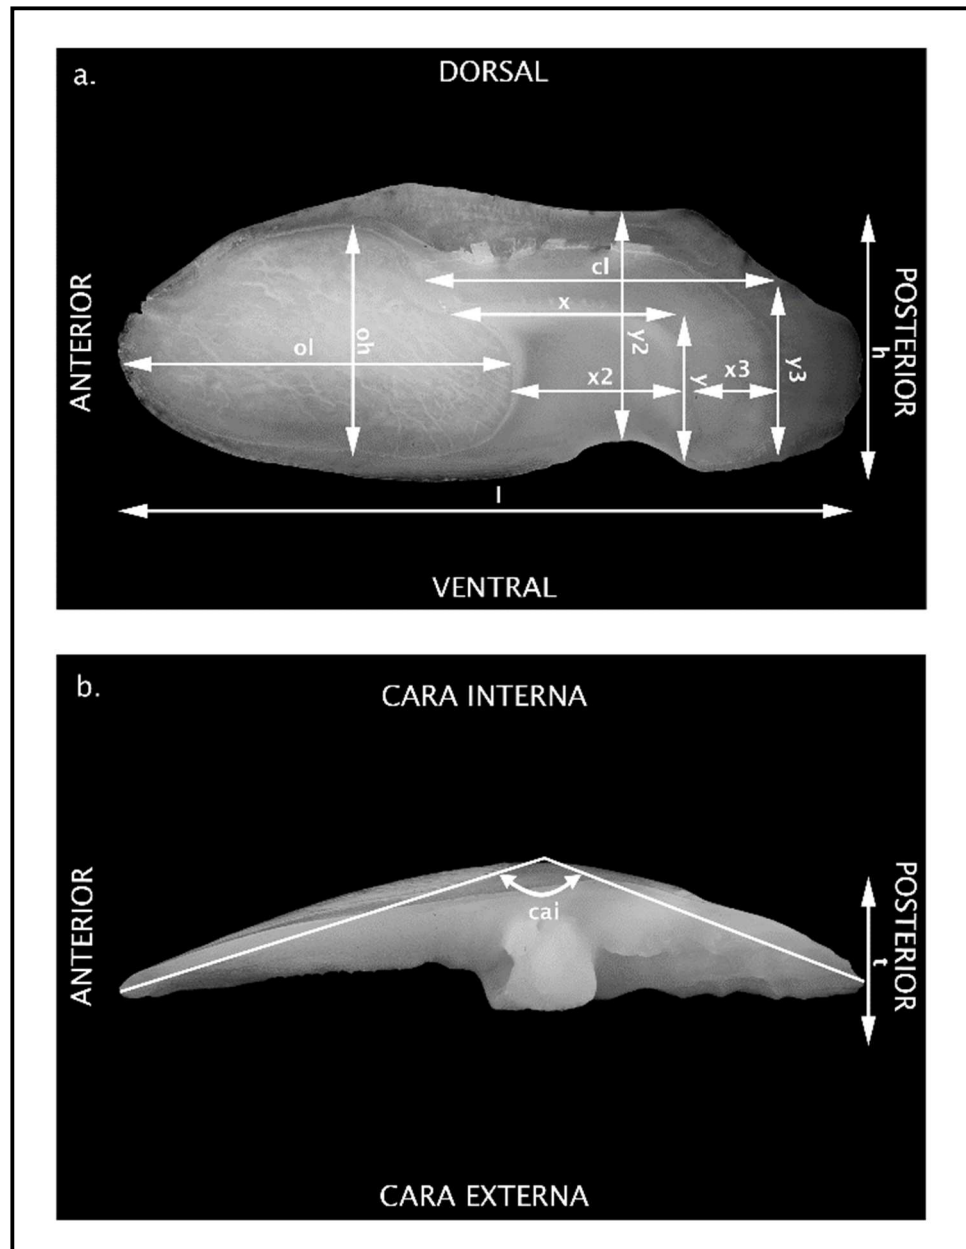 a.
DORSAL
ANTERIOR
POSTERIOR
cl
x
ol
oh
y2
x2
y
x3
y3
h
l
VENTRAL
b.
CARA INTERNA
ANTERIOR
POSTERIOR
cai
t
CARA EXTERNA